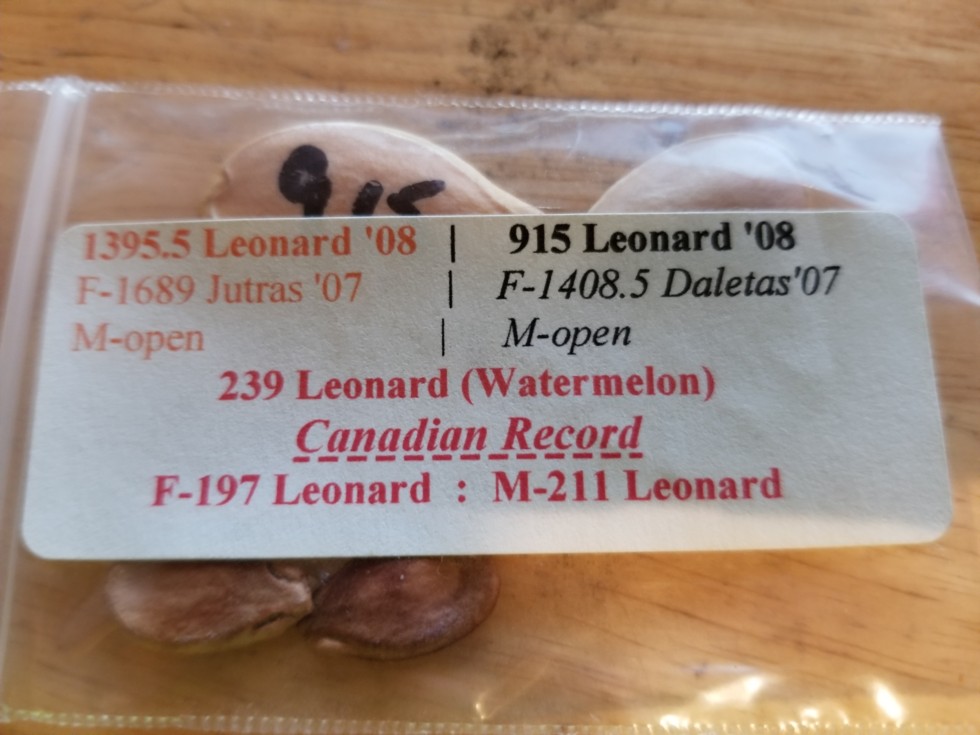 915
1395.5 Leonard '08 | 915 Leonard '08
F-1689 Jutras '07 | F-1408.5 Daletas'07
M-open | M-open
239 Leonard (Watermelon)
Canadian Record
F-197 Leonard : M-211 Leonard